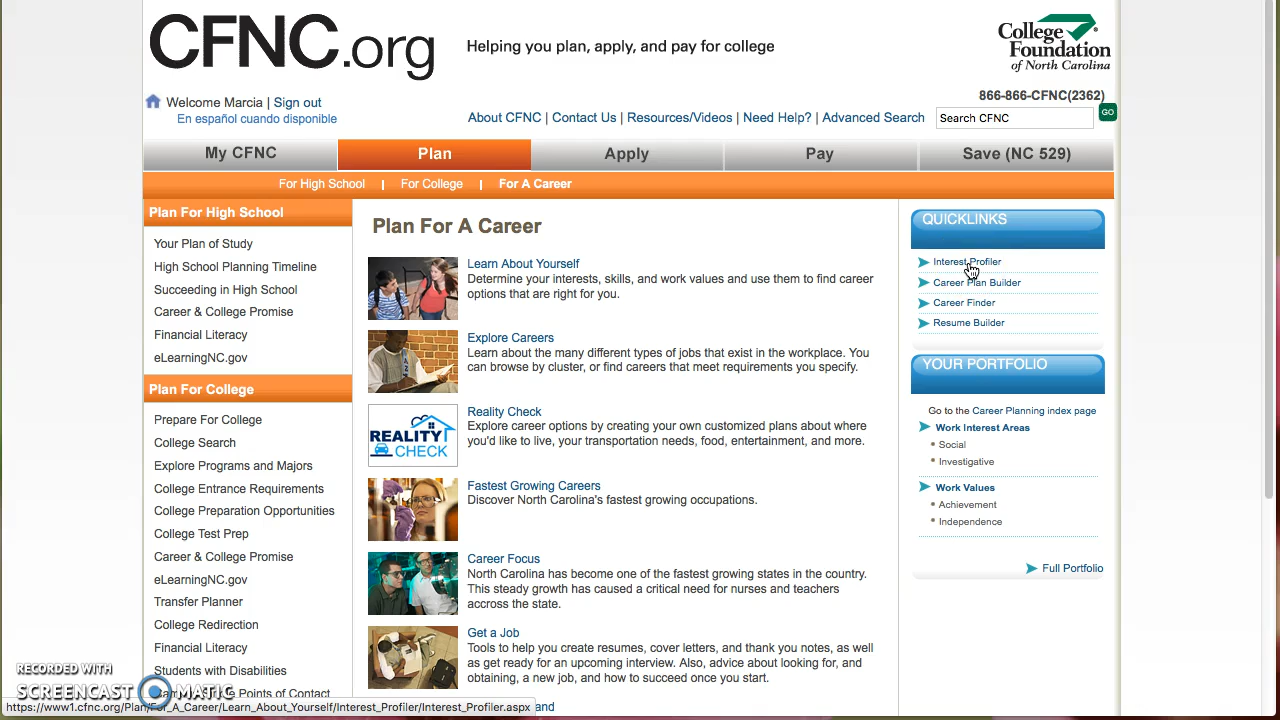 CFNC.org
Helping you plan, apply, and pay for college
College
Foundation
of North Carolina
866-866-CFNC(2362)
Welcome Marcia | Sign out
En español cuando disponible
About CFNC | Contact Us | Resources/Videos | Need Help? | Advanced Search
Search CFNC
GO
My CFNC
Plan
Apply
Pay
Save (NC 529)
For High School | For College | For A Career
Plan For High School
Your Plan of Study
High School Planning Timeline
Succeeding in High School
Career & College Promise
Financial Literacy
eLearningNC.gov
Plan For College
Prepare For College
College Search
Explore Programs and Majors
College Entrance Requirements
College Preparation Opportunities
College Test Prep
Career & College Promise
eLearningNC.gov
Transfer Planner
College Redirection
Financial Literacy
Students with Disabilities
Points of Contact
Plan For A Career
Learn About Yourself
Determine your interests, skills, and work values and use them to find career
options that are right for you.
Explore Careers
Learn about the many different types of jobs that exist in the workplace. You
can browse by cluster, or find careers that meet requirements you specify.
REALITY
CHECK
Reality Check
Explore career options by creating your own customized plans about where
you'd like to live, your transportation needs, food, entertainment, and more.
Fastest Growing Careers
Discover North Carolina's fastest growing occupations.
Career Focus
North Carolina has become one of the fastest growing states in the country.
This steady growth has caused a critical need for nurses and teachers
accross the state.
Get a Job
Tools to help you create resumes, cover letters, and thank you notes, as well
as get ready for an upcoming interview. Also, advice about looking for, and
obtaining, a new job, and how to succeed once you start.
and
QUICKLINKS
Interest Profiler
Career Plan Builder
Career Finder
Resume Builder
YOUR PORTFOLIO
Go to the Career Planning index page
Work Interest Areas
Social
Investigative
Work Values
Achievement
Independence
Full Portfolio
RECORDED WITH
SCREENCAST MATIC
https://www1.cfnc.org/Plan/For_A_Career/Learn_About_Yourself/Interest_Profiler/Interest_Profiler.aspx